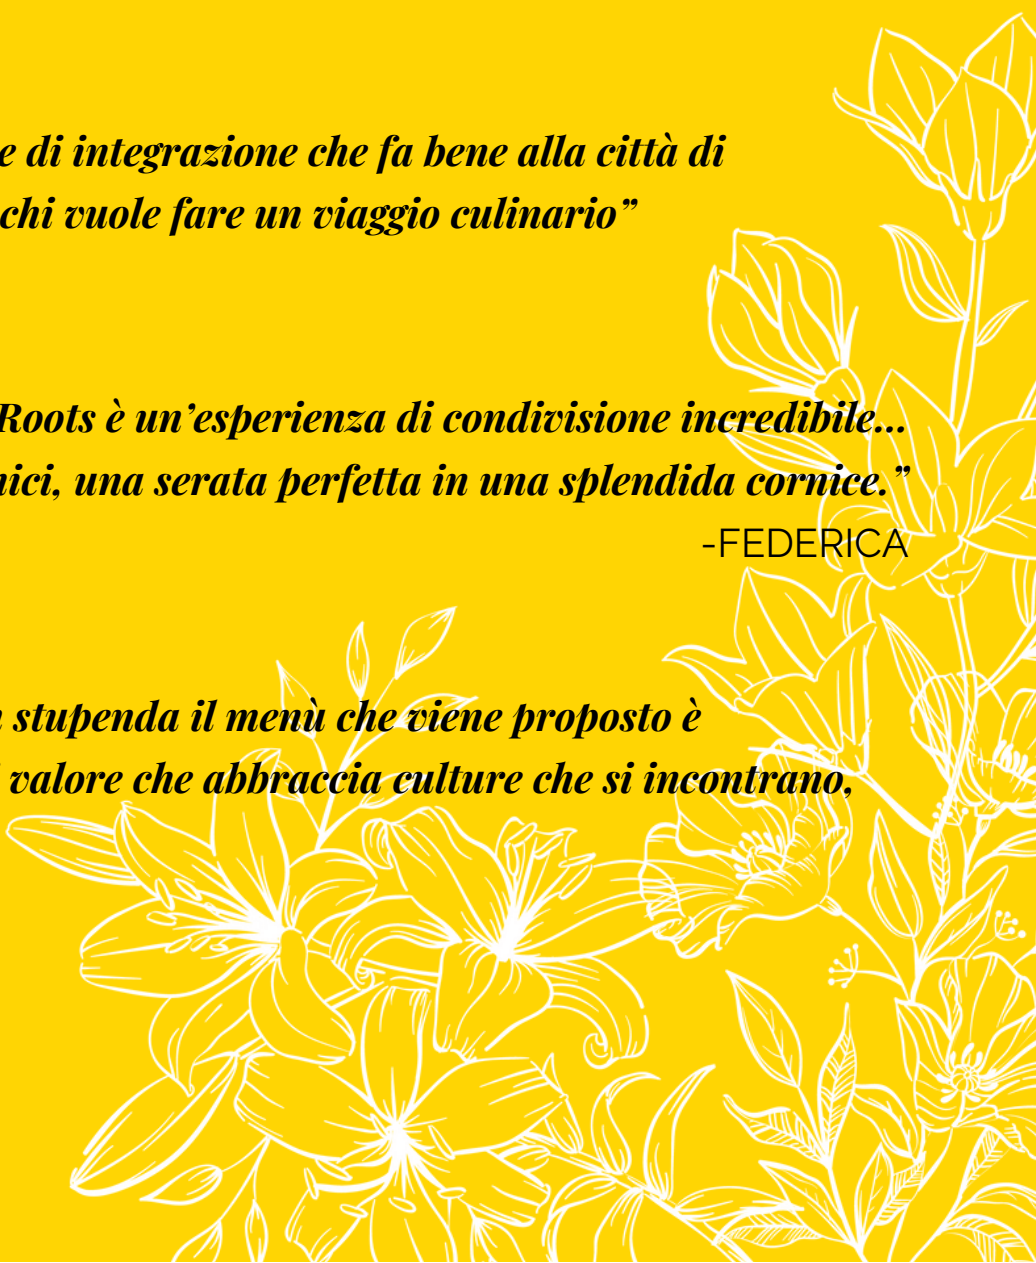 e di integrazione che fa bene alla città di
chi vuole fare un viaggio culinario”
Roots è un’esperienza di condivisione incredibile...
nici, una serata perfetta in una splendida cornice.”
-FEDERICA
stupenda il menù che viene proposto è
valore che abbraccia culture che si incontrano,